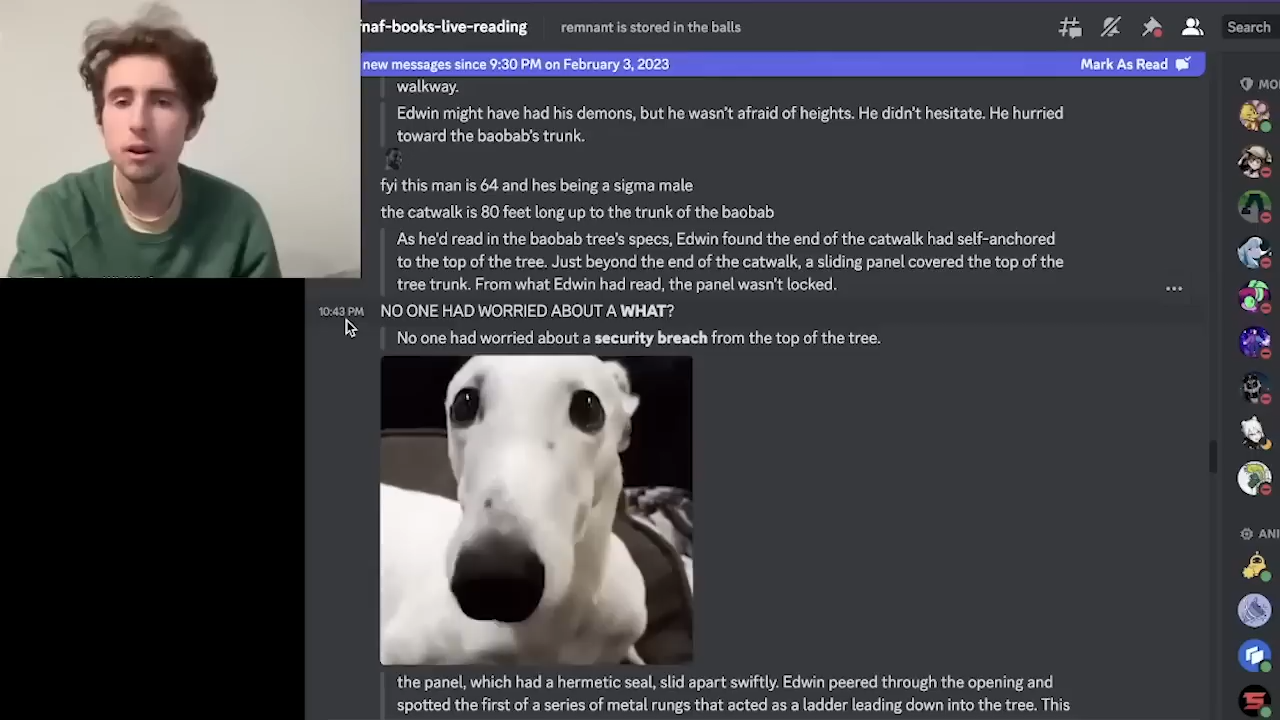 fnaf-books-live-reading
remnant is stored in the balls
Search
new messages since 9:30 PM on February 3, 2023
Mark As Read
walkway.
Edwin might have had his demons, but he wasn't afraid of heights. He didn't hesitate. He hurried
toward the baobab's trunk.
fyi this man is 64 and hes being a sigma male
the catwalk is 80 feet long up to the trunk of the baobab
As he'd read in the baobab tree's specs, Edwin found the end of the catwalk had self-anchored
to the top of the tree. Just beyond the end of the catwalk, a sliding panel covered the top of the
tree trunk. From what Edwin had read, the panel wasn't locked.
10:43 PM
NO ONE HAD WORRIED ABOUT A WHAT?
No one had worried about a security breach from the top of the tree.
the panel, which had a hermetic seal, slid apart swiftly. Edwin peered through the opening and
spotted the first of a series of metal rungs that acted as a ladder leading down into the tree. This
MO
ANI